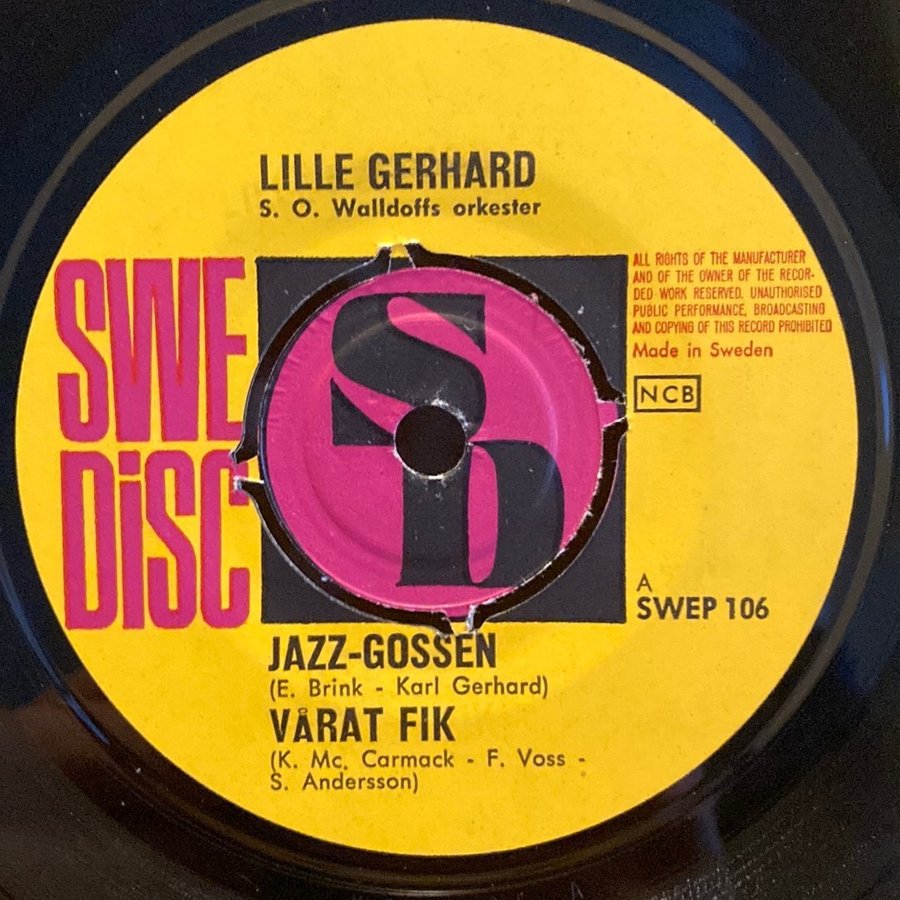 LILLE GERHARD
S. O. Walldoffs orkester
SWE
DiSC
SD
ALL RIGHTS OF THE MANUFACTURER
AND OF THE OWNER OF THE RECOR-
DED WORK RESERVED. UNAUTHORISED
PUBLIC PERFORMANCE, BROADCASTING
AND COPYING OF THIS RECORD PROHIBITED
Made in Sweden
NCB
A
SWEP 106
JAZZ-GOSSEN
(E. Brink - Karl Gerhard)
VÅRAT FIK
(K. Mc. Carmack - F. Voss -
S. Andersson)